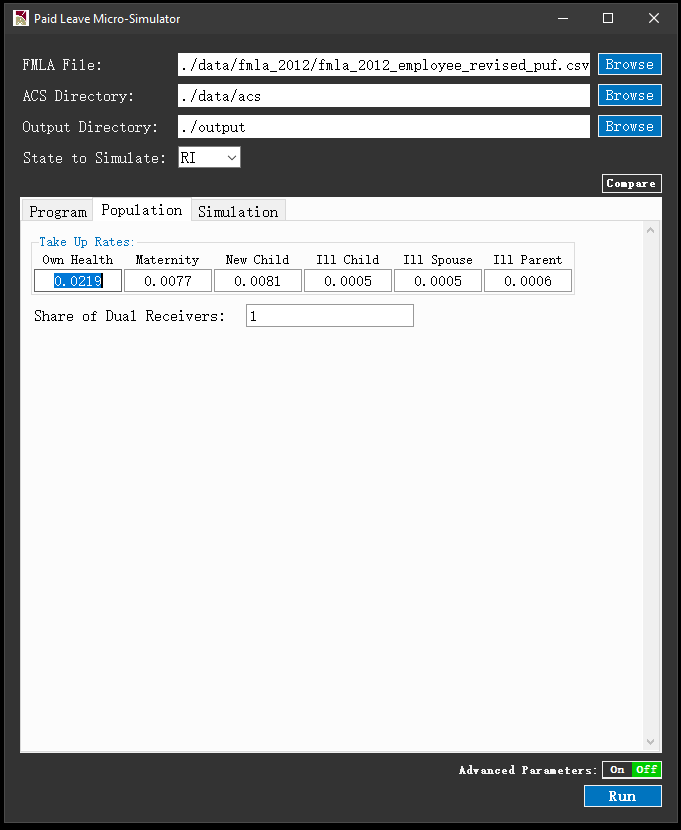 Paid Leave Micro-Simulator
FMLA File: ./data/fmla_2012/fmla_2012_employee_revised_puf.csv Browse
ACS Directory: ./data/acs Browse
Output Directory: ./output Browse
State to Simulate: RI
Compare
Program Population Simulation
Take Up Rates:
Own Health Maternity New Child Ill Child Ill Spouse Ill Parent
0.0219 0.0077 0.0081 0.0005 0.0005 0.0006
Share of Dual Receivers: 1
Advanced Parameters: On Off
Run